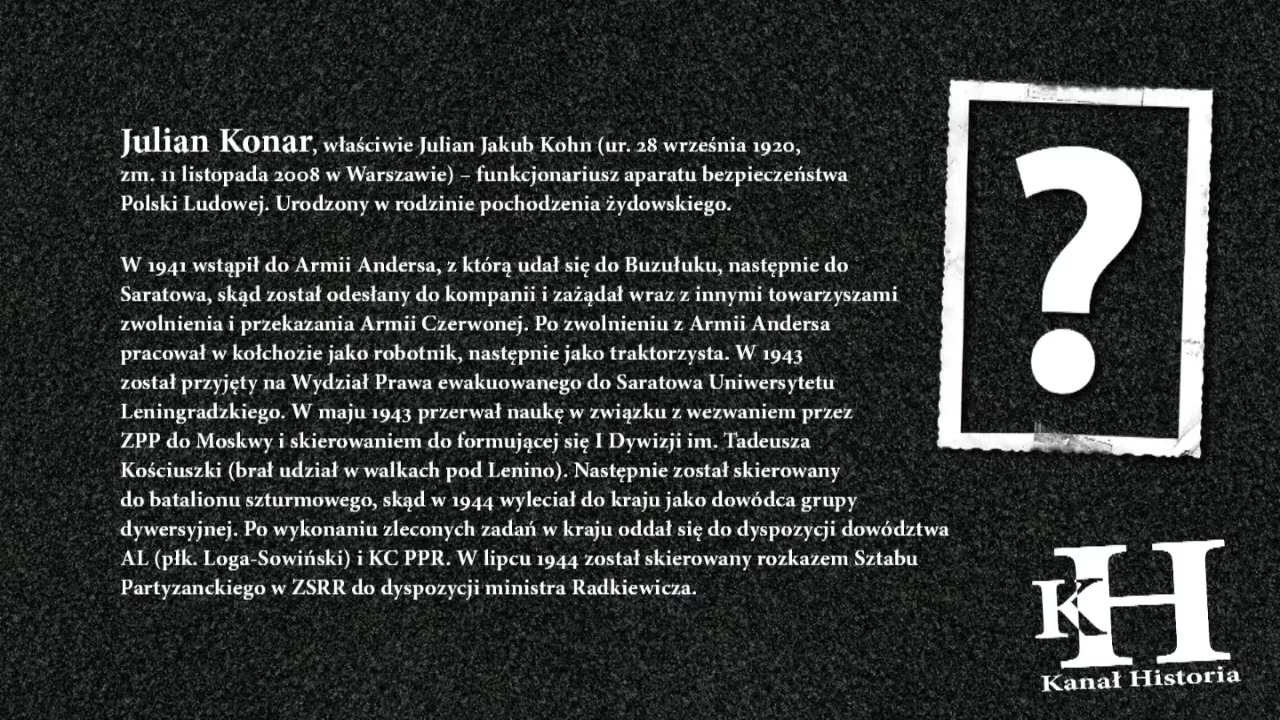 Julian Konar, właściwie Julian Jakub Kohn (ur. 28 września 1920,
zm. 11 listopada 2008 w Warszawie) – funkcjonariusz aparatu bezpieczeństwa
Polski Ludowej. Urodzony w rodzinie pochodzenia żydowskiego.
W 1941 wstąpił do Armii Andersa, z którą udał się do Buzułuku, następnie do
Saratowa, skąd został odesłany do kompanii i zażądał wraz z innymi towarzyszami
zwolnienia i przekazania Armii Czerwonej. Po zwolnieniu z Armii Andersa
pracował w kołchozie jako robotnik, następnie jako traktorzysta. W 1943
został przyjęty na Wydział Prawa ewakuowanego do Saratowa Uniwersytetu
Leningradzkiego. W maju 1943 przerwał naukę w związku z wezwaniem przez
ZPP do Moskwy i skierowaniem do formującej się I Dywizji im. Tadeusza
Kościuszki (brał udział w walkach pod Lenino). Następnie został skierowany
do batalionu szturmowego, skąd w 1944 wyleciał do kraju jako dowódca grupy
dywersyjnej. Po wykonaniu zleconych zadań w kraju oddał się do dyspozycji dowództwa
AL (płk. Loga-Sowiński) i KC PPR. W lipcu 1944 został skierowany rozkazem Sztabu
Partyzanckiego w ZSRR do dyspozycji ministra Radkiewicza.
?
KH
Kanał Historia